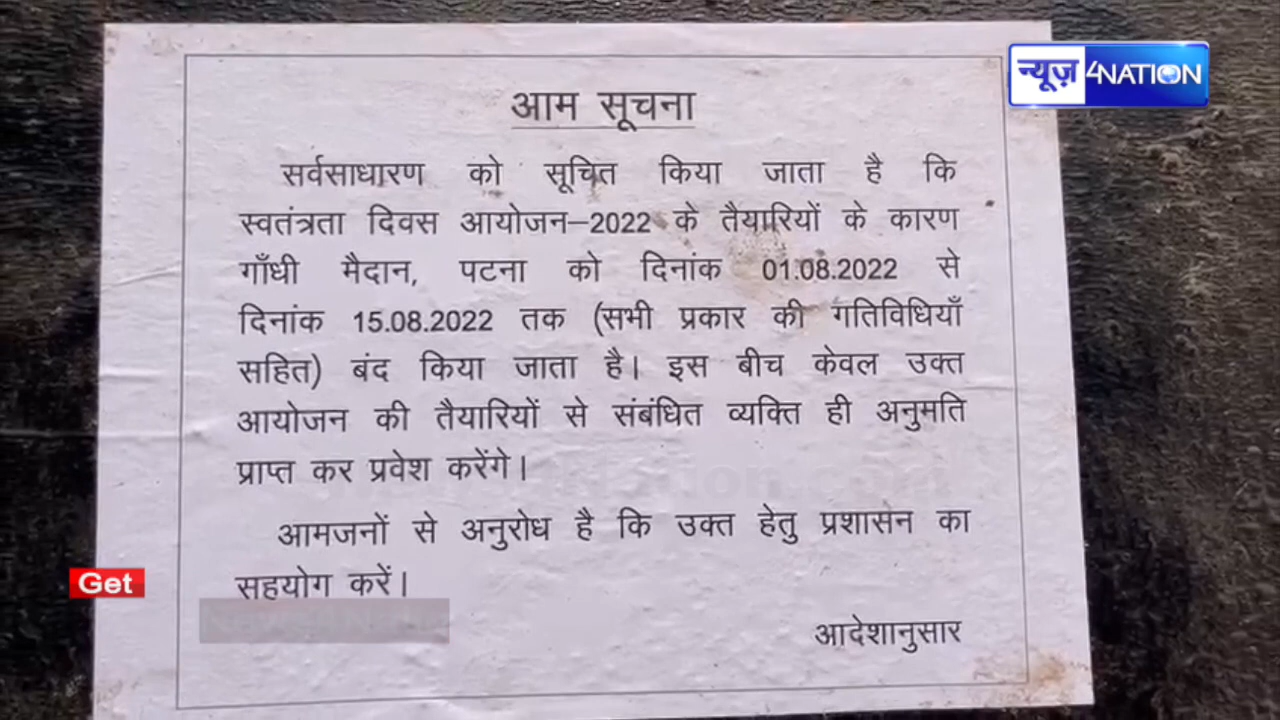 न्यूज़ 4NATION
आम सूचना
सर्वसाधारण को सूचित किया जाता है कि
स्वतंत्रता दिवस आयोजन–2022 के तैयारियों के कारण
गाँधी मैदान, पटना को दिनांक 01.08.2022 से
दिनांक 15.08.2022 तक (सभी प्रकार की गतिविधियाँ
सहित) बंद किया जाता है। इस बीच केवल उक्त
आयोजन की तैयारियों से संबंधित व्यक्ति ही अनुमति
प्राप्त कर प्रवेश करेंगे।
आमजनों से अनुरोध है कि उक्त हेतु प्रशासन का
सहयोग करें।
Get
आदेशानुसार